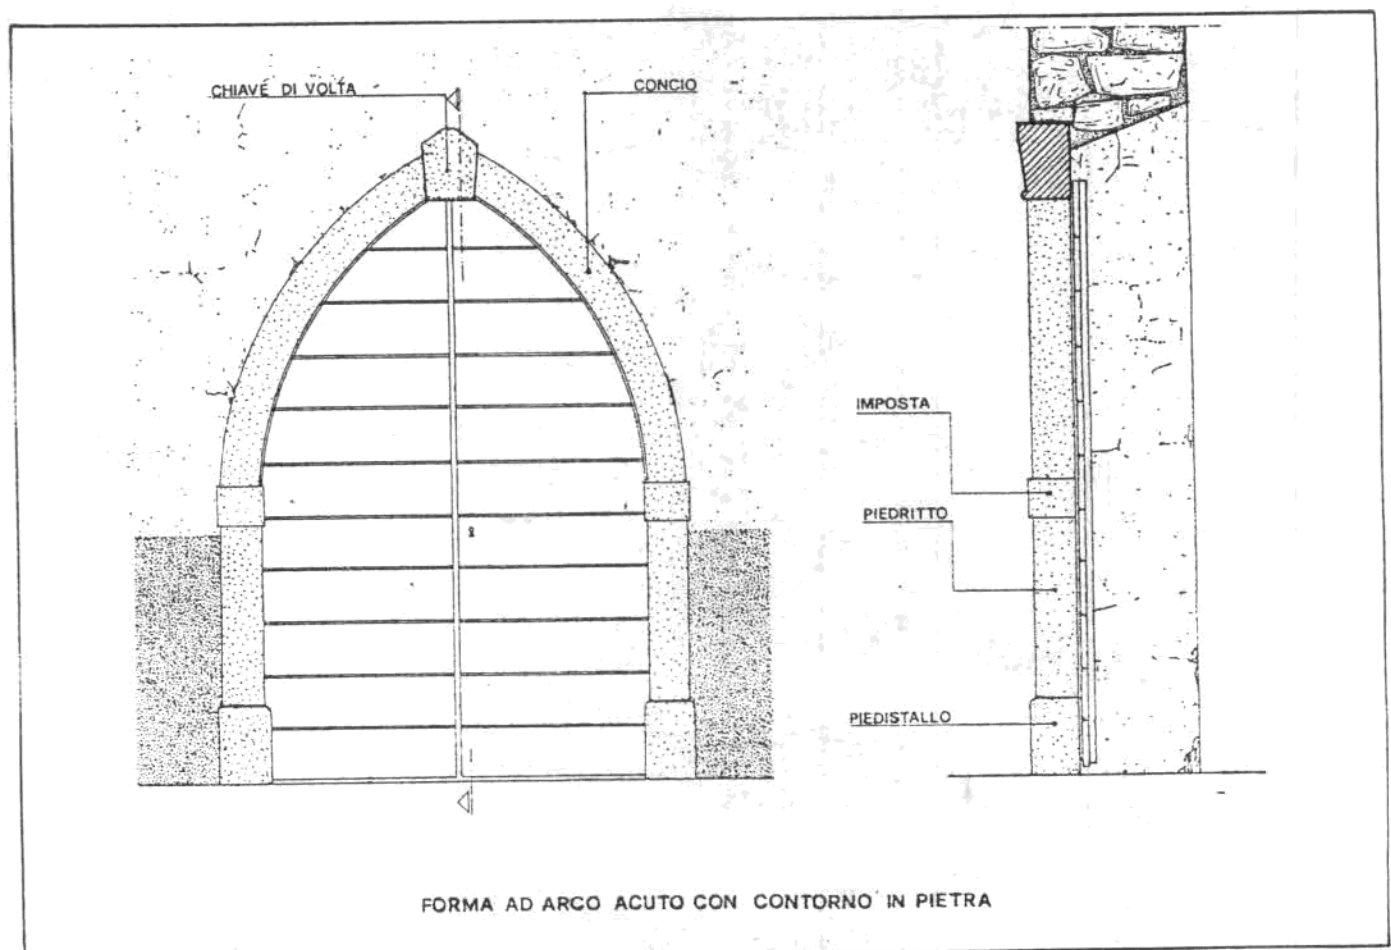 CHIAVE DI VOLTA
CONCIO
IMPOSTA
PIEDRITTO
PIEDISTALLO
FORMA AD ARCO ACUTO CON CONTORNO IN PIETRA